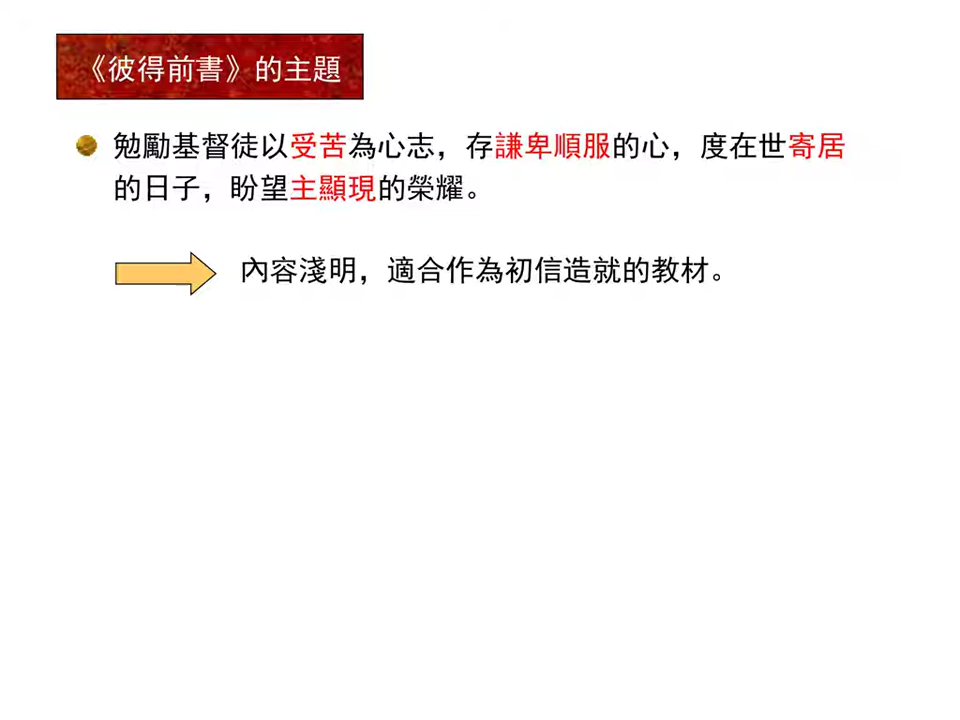 《彼得前書》的主題
勉勵基督徒以受苦為心志，存謙卑順服的心，度在世寄居
的日子，盼望主顯現的榮耀。
內容淺明，適合作為初信造就的教材。